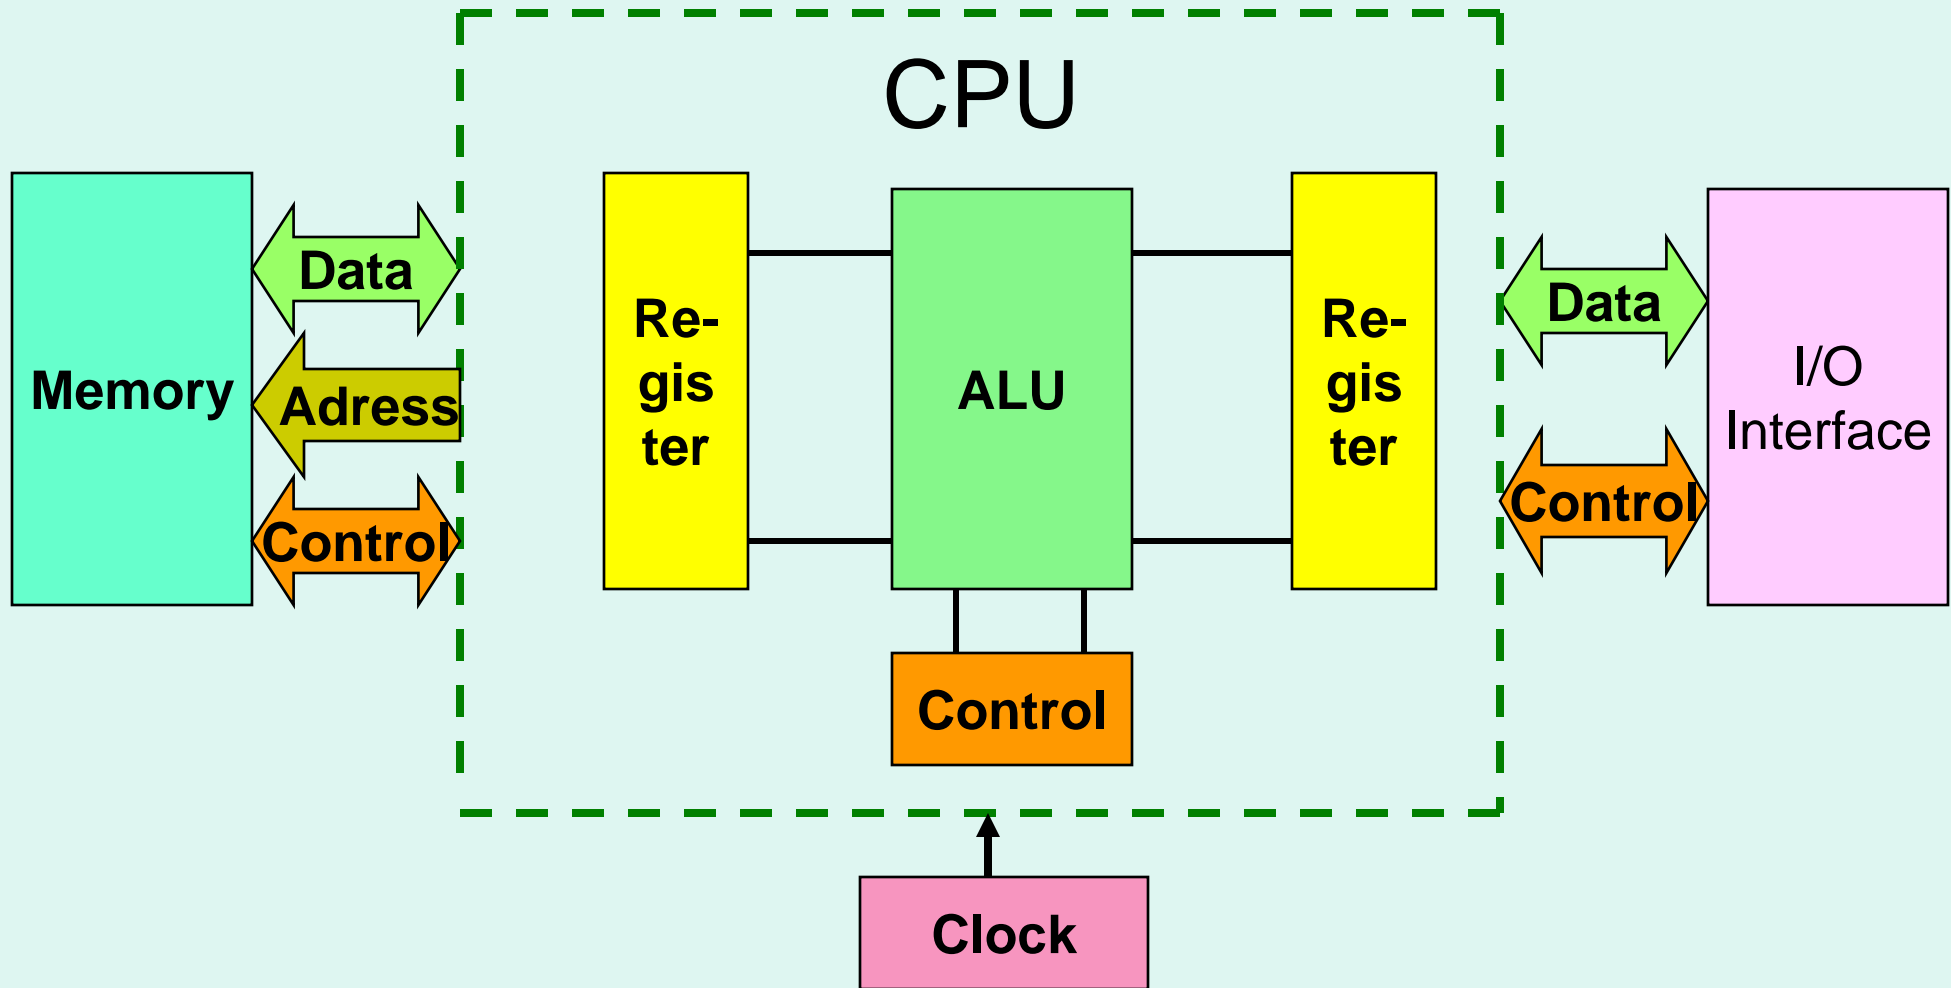 CPU
Memory
Data
Adress
Control
Re-
gis
ter
ALU
Control
Re-
gis
ter
Data
Control
I/O
Interface
Clock